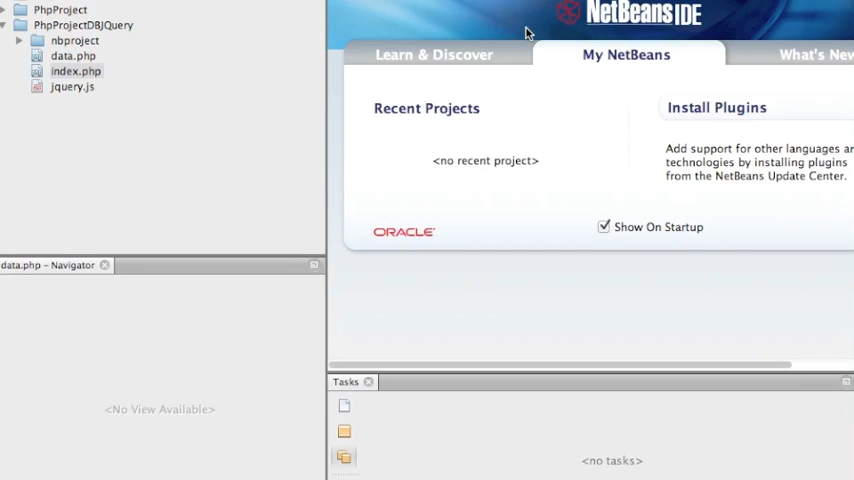 PhpProject
PhpProjectDBJQuery
nbproject
data.php
index.php
jquery.js
data.php – Navigator
<No View Available>
NetBeans IDE
Learn & Discover
My NetBeans
What's New
Recent Projects
<no recent project>
ORACLE
Install Plugins
Add support for other languages an
technologies by installing plugins
from the NetBeans Update Center.
Show On Startup
Tasks
<no tasks>